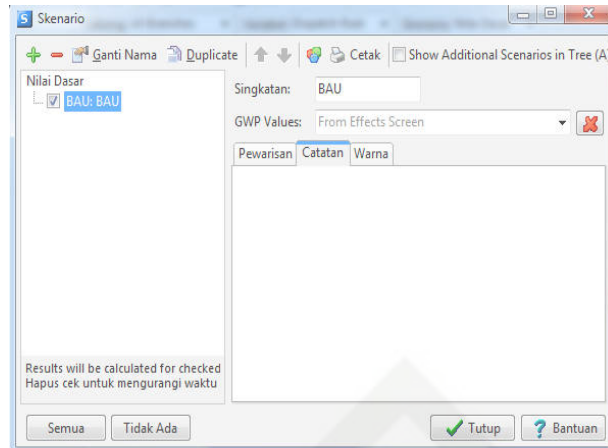 Skenario
Ganti Nama Duplicate Cetak Show Additional Scenarios in Tree (A
Nilai Dasar
BAU: BAU
Singkatan: BAU
GWP Values: From Effects Screen
Pewarisan Catatan Warna
Results will be calculated for checked
Hapus cek untuk mengurangi waktu
Semua Tidak Ada Tutup Bantuan